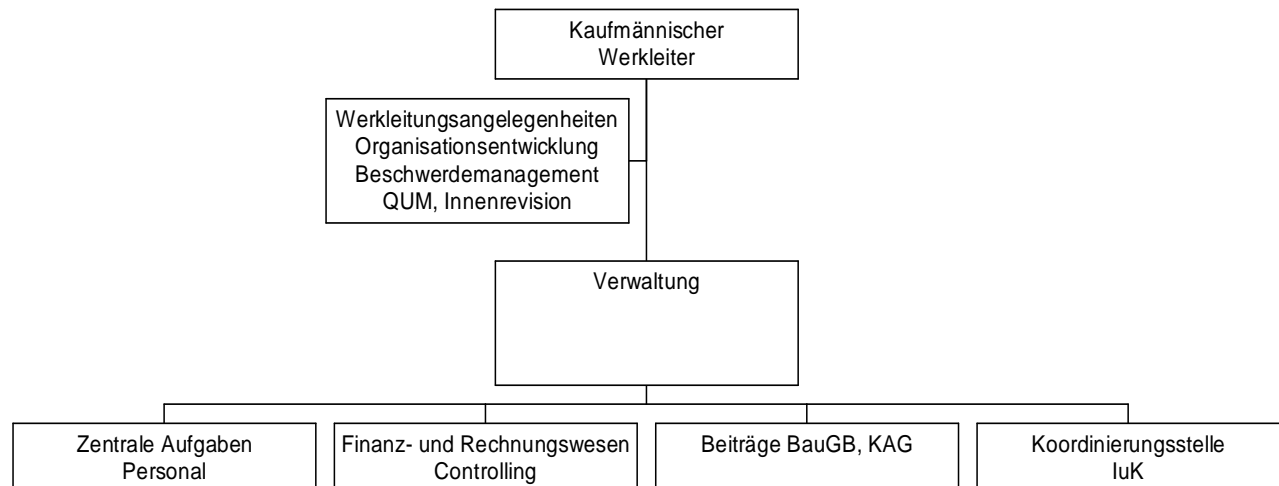 Kaufmännischer
Werkleiter
Werkleitungsangelegenheiten
Organisationsentwicklung
Beschwerdemanagement
QUM, Innenrevision
Verwaltung
Zentrale Aufgaben
Personal
Finanz- und Rechnungswesen
Controlling
Beiträge BauGB, KAG
Koordinierungsstelle
IuK